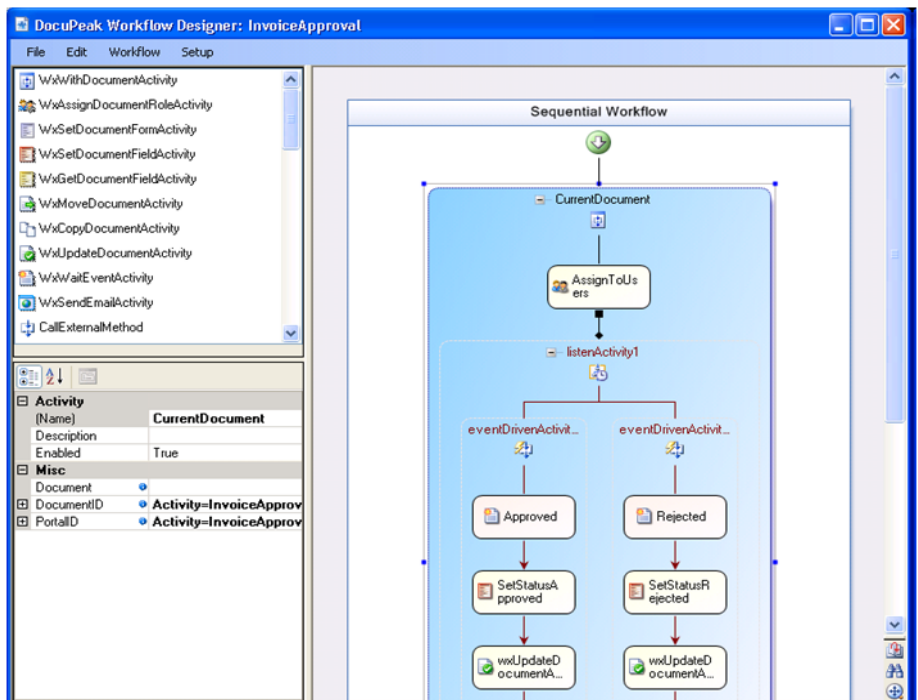 DocuPeak Workflow Designer: InvoiceApproval
File Edit Workflow Setup
WxWithDocumentActivity
WxAssignDocumentRoleActivity
WxSetDocumentFormActivity
WxSetDocumentFieldActivity
WxGetDocumentFieldActivity
WxMoveDocumentActivity
WxCopyDocumentActivity
WxUpdateDocumentActivity
WxWaitEventActivity
WxSendEmailActivity
CallExternalMethod
Activity
(Name) CurrentDocument
Description
Enabled True
Misc
Document
DocumentID Activity=InvoiceApprov
PortalID Activity=InvoiceApprov
Sequential Workflow
CurrentDocument
AssignToUs
ers
listenActivity1
eventDrivenActivit... eventDrivenActivit...
Approved Rejected
SetStatusA SetStatusR
pproved ejected
wxUpdateD wxUpdateD
ocumentA... ocumentA...